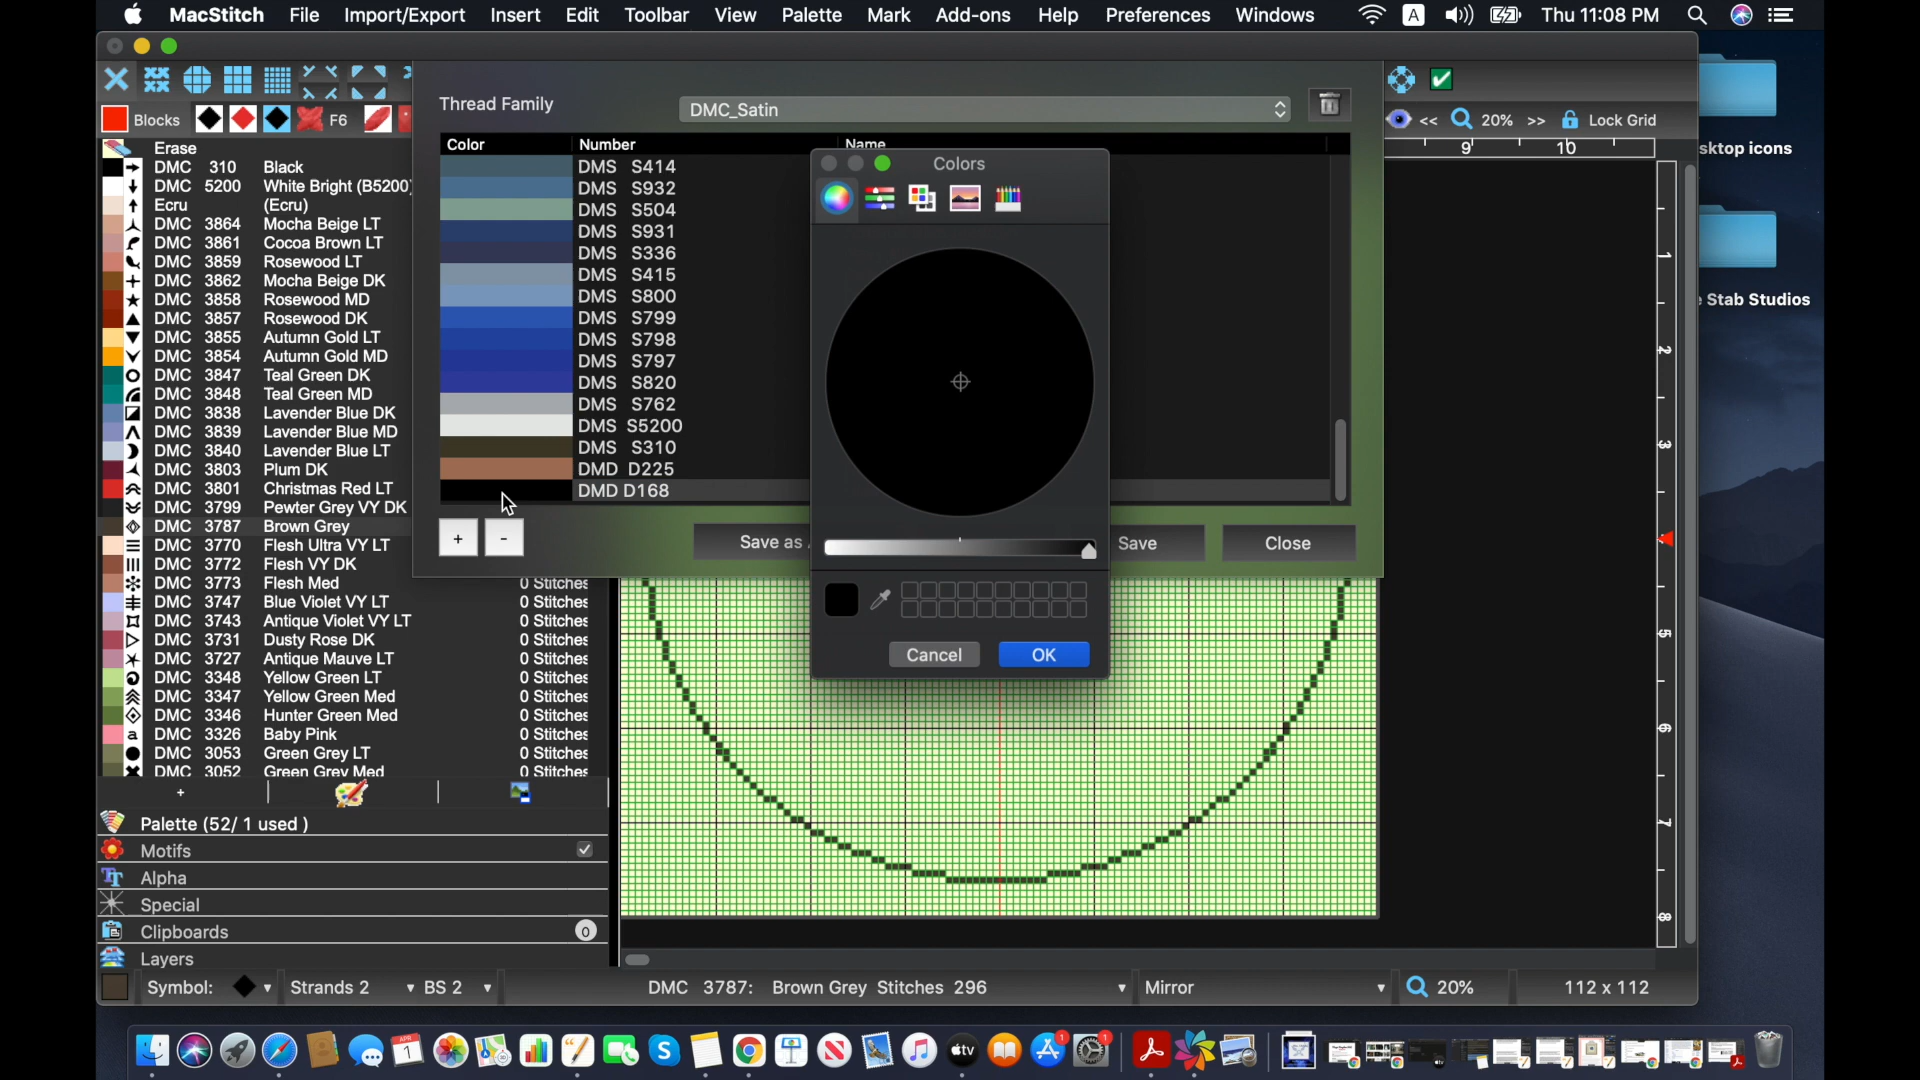 MacStitch File Import/Export Insert Edit Toolbar View Palette Mark Add-ons Help Preferences Windows A Thu 11:08 PM
Blocks F6
<< 20% >> Lock Grid
9 10
1
2
3
5
6
7
8
Erase
DMC 310 Black
DMC 5200 White Bright (B5200)
Ecru (Ecru)
DMC 3864 Mocha Beige LT
DMC 3861 Cocoa Brown LT
DMC 3859 Rosewood LT
DMC 3862 Mocha Beige DK
DMC 3858 Rosewood MD
DMC 3857 Rosewood DK
DMC 3855 Autumn Gold LT
DMC 3854 Autumn Gold MD
DMC 3847 Teal Green DK
DMC 3848 Teal Green MD
DMC 3838 Lavender Blue DK
DMC 3839 Lavender Blue MD
DMC 3840 Lavender Blue LT
DMC 3803 Plum DK
DMC 3801 Christmas Red LT
DMC 3799 Pewter Grey VY DK
DMC 3787 Brown Grey
DMC 3770 Flesh Ultra VY LT
DMC 3772 Flesh VY DK
DMC 3773 Flesh Med 0 Stitches
DMC 3747 Blue Violet VY LT 0 Stitches
DMC 3743 Antique Violet VY LT 0 Stitches
DMC 3731 Dusty Rose DK 0 Stitches
DMC 3727 Antique Mauve LT 0 Stitches
DMC 3348 Yellow Green LT 0 Stitches
DMC 3347 Yellow Green Med 0 Stitches
DMC 3346 Hunter Green Med 0 Stitches
a DMC 3326 Baby Pink 0 Stitches
DMC 3053 Green Grey LT 0 Stitches
DMC 3052 Green Grey Med 0 Stitches
+
Palette (52/ 1 used )
Motifs
Alpha
Special
Clipboards 0
Layers
Thread Family DMC_Satin
Color Number Name
DMS S414
DMS S932
DMS S504
DMS S931
DMS S336
DMS S415
DMS S800
DMS S799
DMS S798
DMS S797
DMS S820
DMS S762
DMS S5200
DMS S310
DMD D225
DMD D168
+ - Save as Save Close
Colors
Cancel OK
Symbol: Strands 2 BS 2 DMC 3787: Brown Grey Stitches 296 Mirror 20% 112 x 112
sktop icons
Stab Studios
APR
1
tv
1
1